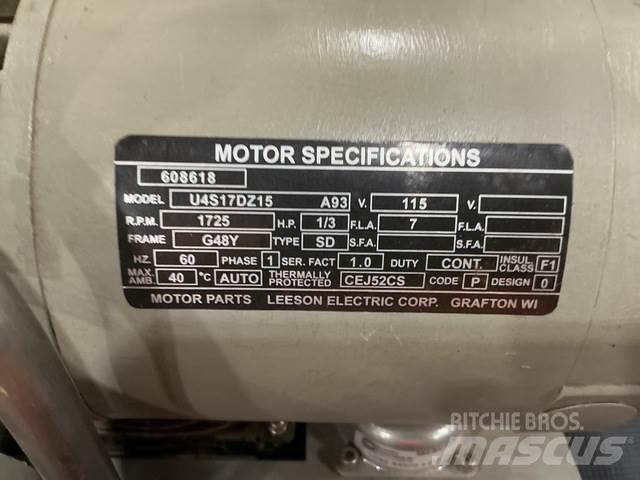 MOTOR SPECIFICATIONS
608618
MODEL U4S17DZ15 A93 V. 115 V.
R.P.M. 1725 H.P. 1/3 F.L.A. 7 F.L.A.
FRAME G48Y TYPE SD S.F.A. S.F.A.
HZ. 60 PHASE 1 SER. FACT 1.0 DUTY CONT. INSUL CLASS F1
MAX. AMB. 40 °C AUTO THERMALLY PROTECTED CEJ52CS CODE P DESIGN 0
MOTOR PARTS LEESON ELECTRIC CORP. GRAFTON WI
RITCHIE BROS.
MASCUS